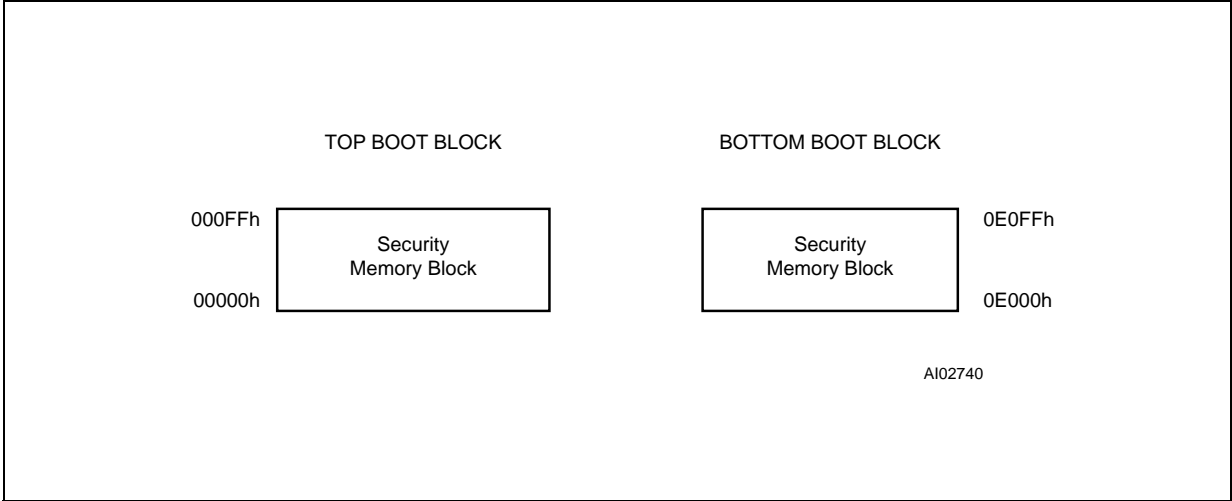 TOP BOOT BLOCK
000FFh
Security
Memory Block
00000h
BOTTOM BOOT BLOCK
0E0FFh
Security
Memory Block
0E000h
AI02740